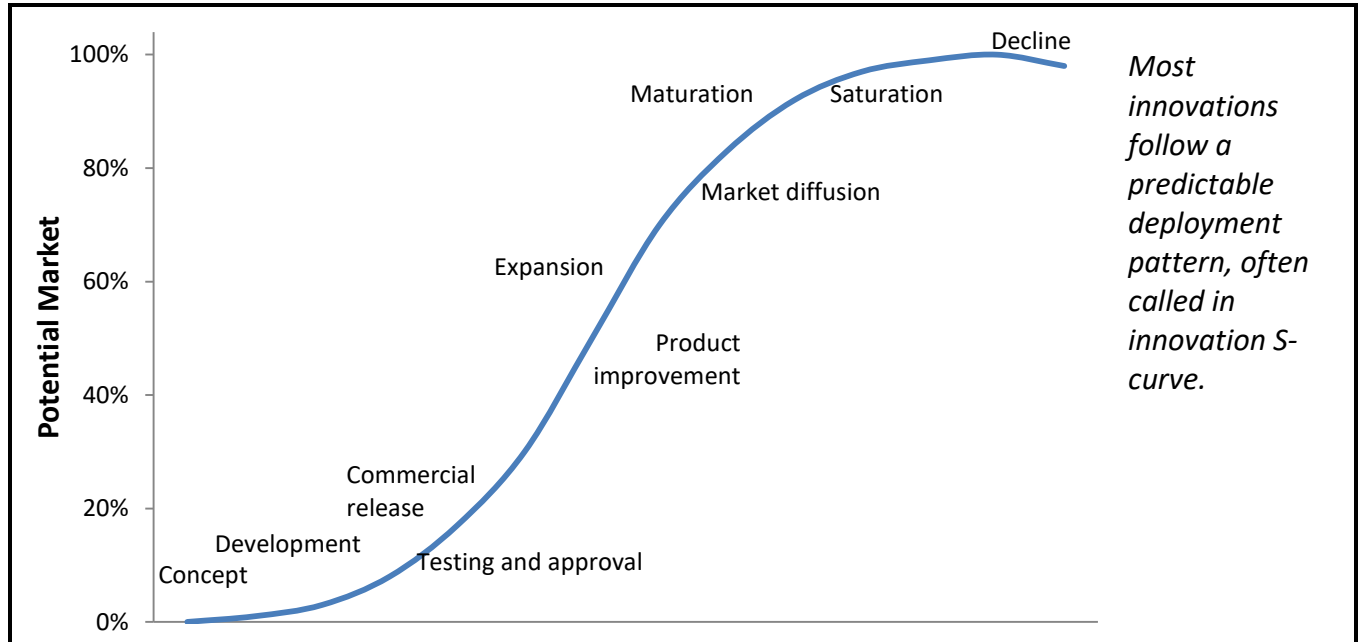 Decline
100%
Maturation
Saturation
80%
Market diffusion
Expansion
60%
Product
improvement
40%
Commercial
release
20%
Development
Testing and approval
Concept
0%
Potential Market
Most
innovations
follow a
predictable
deployment
pattern, often
called in
innovation S-
curve.